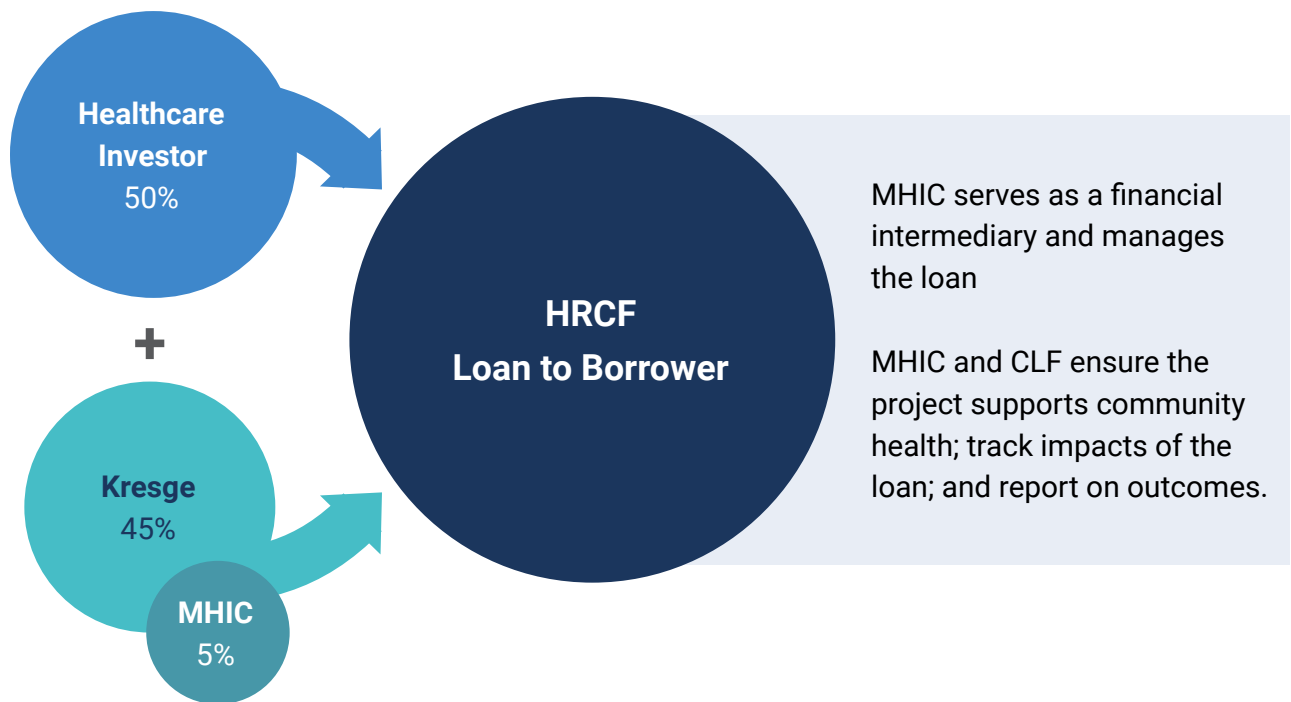 Healthcare
Investor
50%
+
Kresge
45%
MHIC
5%
HRCF
Loan to Borrower
MHIC serves as a financial
intermediary and manages
the loan
MHIC and CLF ensure the
project supports community
health; track impacts of the
loan; and report on outcomes.